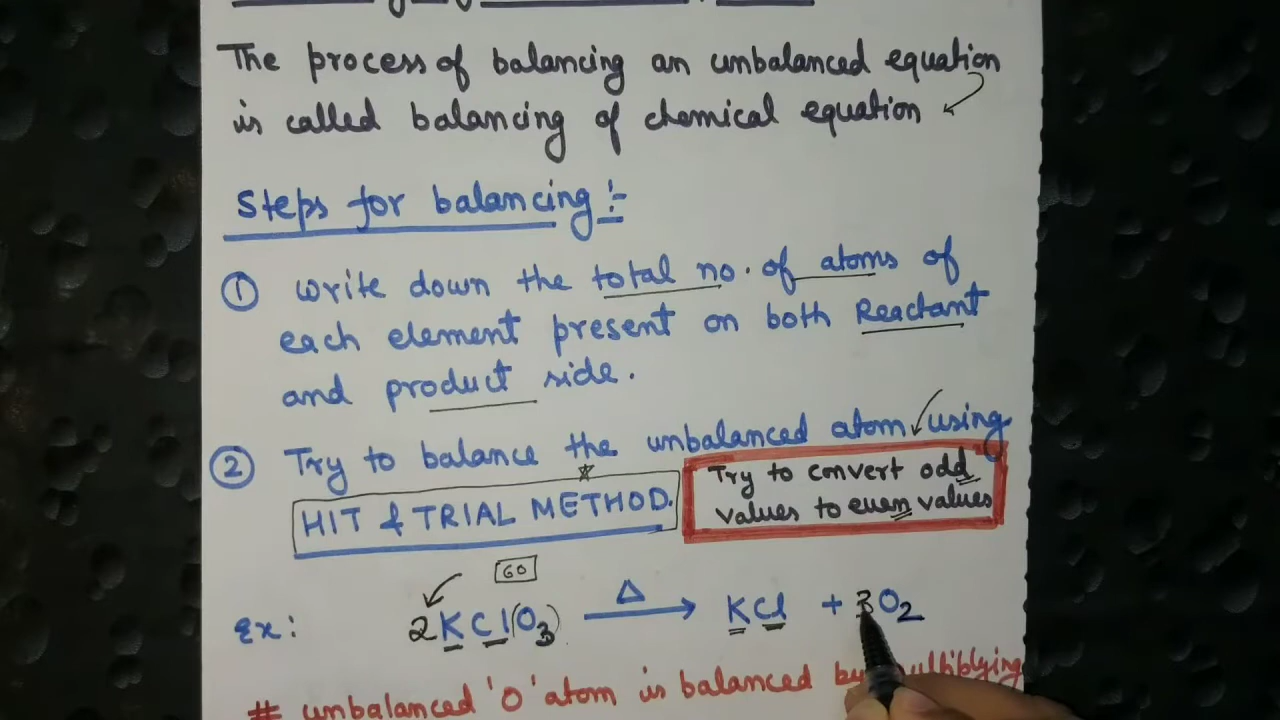 The process of balancing an unbalanced equation
is called balancing of chemical equation
Steps for balancing :-
① Write down the total no. of atoms of
each element present on both Reactant
and product side.
② Try to balance the unbalanced atom using
HIT & TRIAL METHOD.
Try to convert odd
values to even values
6O
Ex: 2KClO3 Δ→ KCl + 3O2
# unbalanced 'O' atom is balanced by multiplying